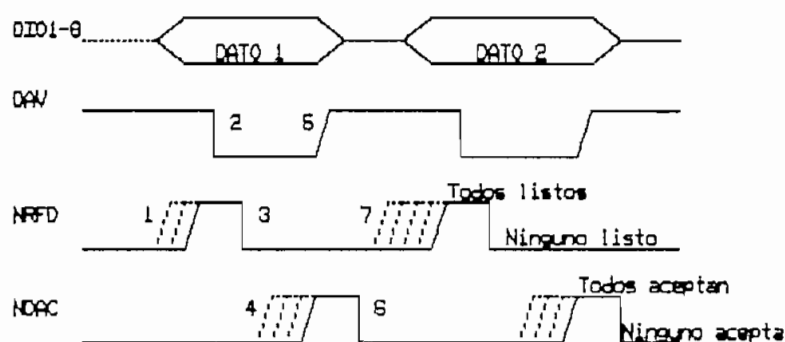 DIO1-8
DATO 1
DATO 2
DAV
2
5
NRFD
1
3
7
Todos listos
Ninguno listo
NDAC
4
6
Todos aceptan
Ninguno acepta